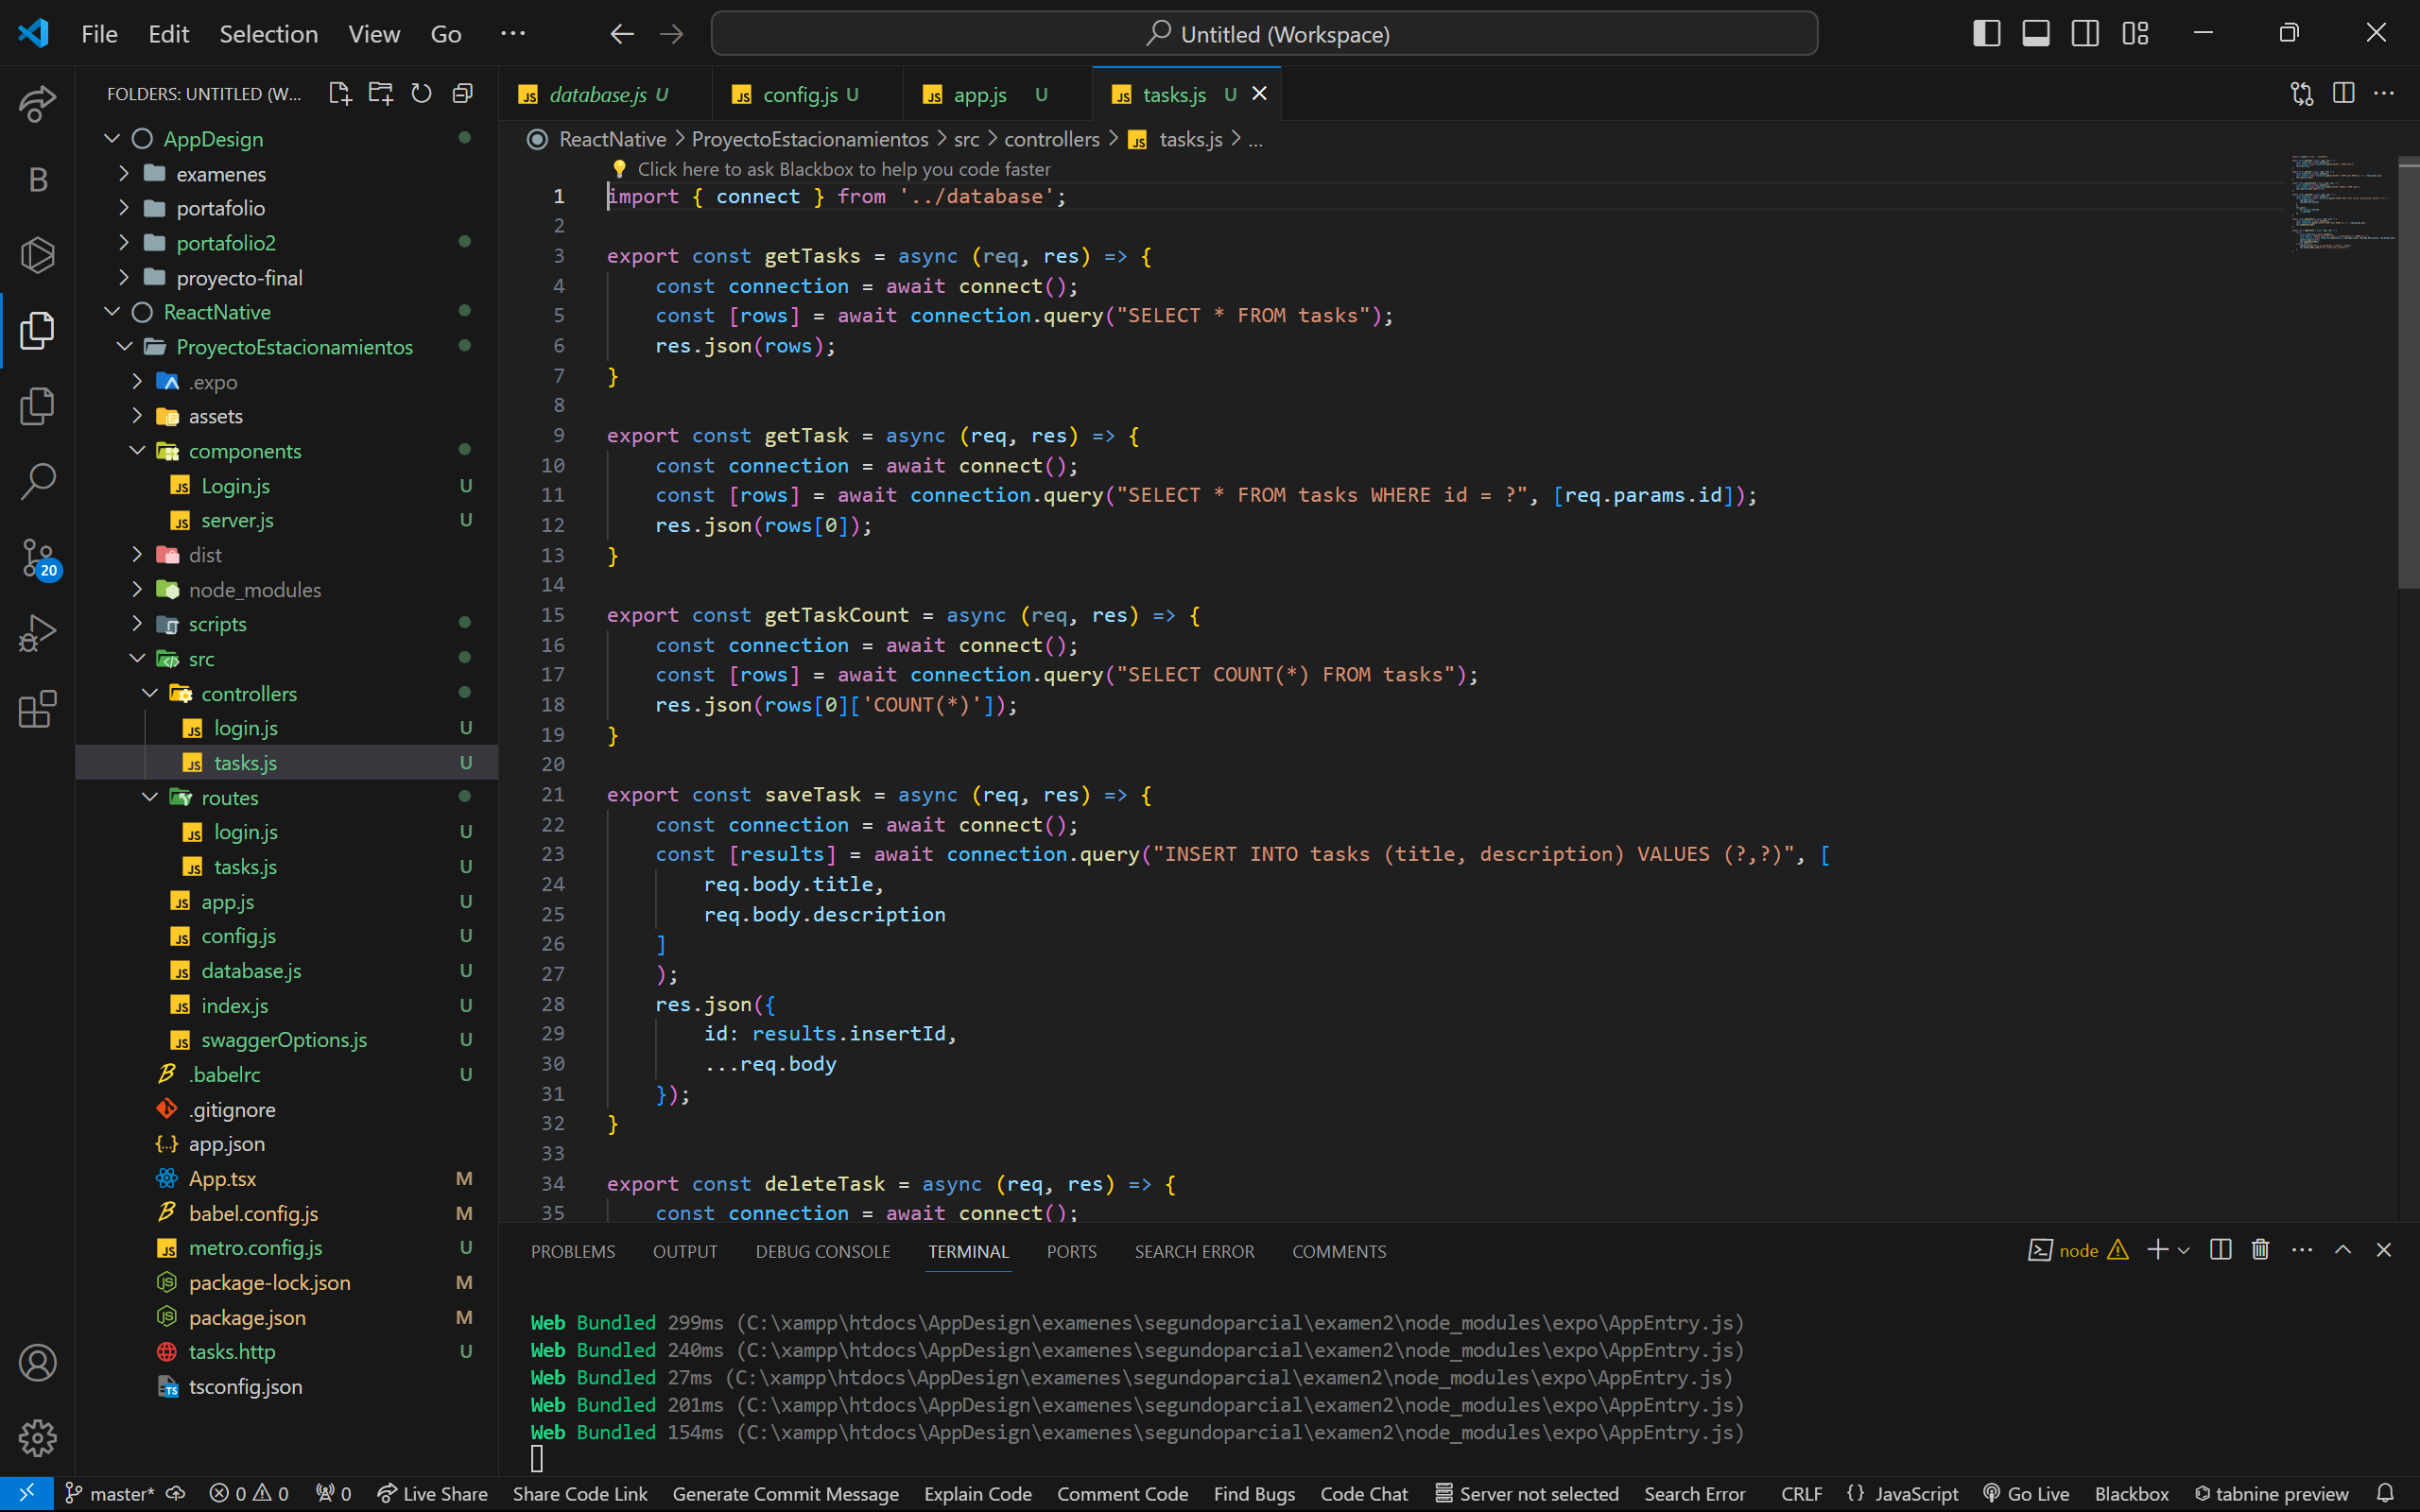 File Edit Selection View Go ··· Untitled (Workspace)
FOLDERS: UNTITLED (W...
AppDesign
examenes
portafolio
portafolio2
proyecto-final
ReactNative
ProyectoEstacionamientos
.expo
assets
components
Login.js U
server.js U
dist
node_modules
scripts
src
controllers
login.js U
tasks.js U
routes
login.js U
tasks.js U
app.js U
config.js U
database.js U
index.js U
swaggerOptions.js U
.babelrc U
.gitignore
app.json
App.tsx M
babel.config.js M
metro.config.js U
package-lock.json M
package.json M
tasks.http U
tsconfig.json
B
20
database.js U config.js U app.js U tasks.js U
ReactNative > ProyectoEstacionamientos > src > controllers > tasks.js > ...
Click here to ask Blackbox to help you code faster
1 import { connect } from '../database';
2
3 export const getTasks = async (req, res) => {
4 const connection = await connect();
5 const [rows] = await connection.query("SELECT * FROM tasks");
6 res.json(rows);
7 }
8
9 export const getTask = async (req, res) => {
10 const connection = await connect();
11 const [rows] = await connection.query("SELECT * FROM tasks WHERE id = ?", [req.params.id]);
12 res.json(rows[0]);
13 }
14
15 export const getTaskCount = async (req, res) => {
16 const connection = await connect();
17 const [rows] = await connection.query("SELECT COUNT(*) FROM tasks");
18 res.json(rows[0]['COUNT(*)']);
19 }
20
21 export const saveTask = async (req, res) => {
22 const connection = await connect();
23 const [results] = await connection.query("INSERT INTO tasks (title, description) VALUES (?,?)", [
24 req.body.title,
25 req.body.description
26 ]
27 );
28 res.json({
29 id: results.insertId,
30 ...req.body
31 });
32 }
33
34 export const deleteTask = async (req, res) => {
35 const connection = await connect();
PROBLEMS OUTPUT DEBUG CONSOLE TERMINAL PORTS SEARCH ERROR COMMENTS node
Web Bundled 299ms (C:\xampp\htdocs\AppDesign\examenes\segundoparcial\examen2\node_modules\expo\AppEntry.js)
Web Bundled 240ms (C:\xampp\htdocs\AppDesign\examenes\segundoparcial\examen2\node_modules\expo\AppEntry.js)
Web Bundled 27ms (C:\xampp\htdocs\AppDesign\examenes\segundoparcial\examen2\node_modules\expo\AppEntry.js)
Web Bundled 201ms (C:\xampp\htdocs\AppDesign\examenes\segundoparcial\examen2\node_modules\expo\AppEntry.js)
Web Bundled 154ms (C:\xampp\htdocs\AppDesign\examenes\segundoparcial\examen2\node_modules\expo\AppEntry.js)
master* 0 0 0 Live Share Share Code Link Generate Commit Message Explain Code Comment Code Find Bugs Code Chat Server not selected Search Error CRLF {} JavaScript Go Live Blackbox tabnine preview